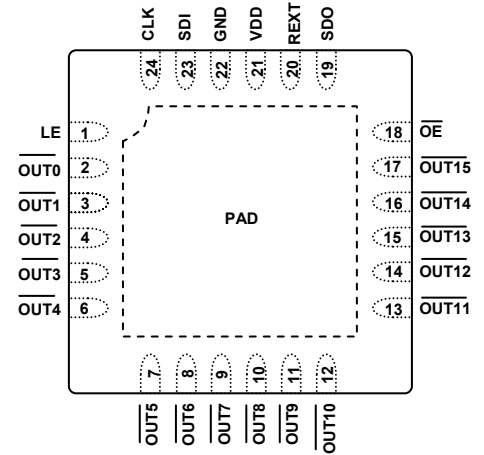 CLK SDI GND VDD REXT SDO
24 23 22 21 20 19
LE 1 18 OE
OUT0 2 17 OUT15
OUT1 3 16 OUT14
OUT2 4 PAD 15 OUT13
OUT3 5 14 OUT12
OUT4 6 13 OUT11
7 8 9 10 11 12
OUT5 OUT6 OUT7 OUT8 OUT9 OUT10